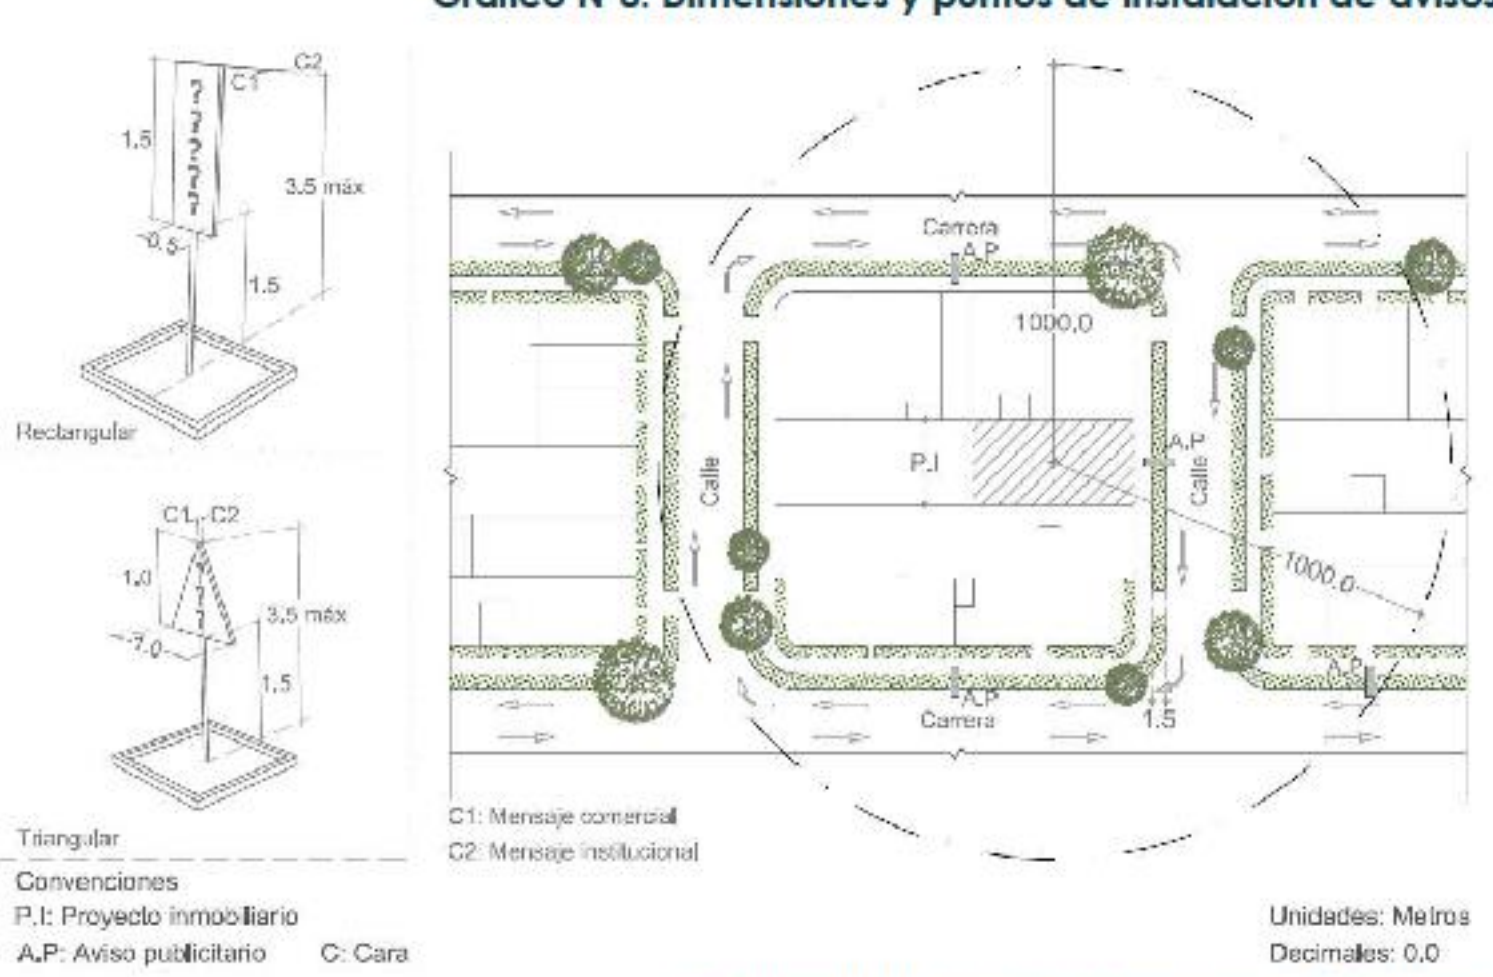 Gráfico N°8. Dimensiones y puntos de instalación de avisos
C2
C1
1.5
3.5 máx
0.5
1.5
Rectangular
C1
C2
1.0
3.5 máx
1.5
Triangular
Convenciones
P.I: Proyecto inmobiliario
A.P: Aviso publicitario
C: Cara
Carrera
A.P
1000,0
Calle
P.I
A.P
Calle
1000,0
A.P
A.P
Carrera
1.5
C1: Mensaje comercial
C2: Mensaje institucional
Unidades: Metros
Decimales: 0.0